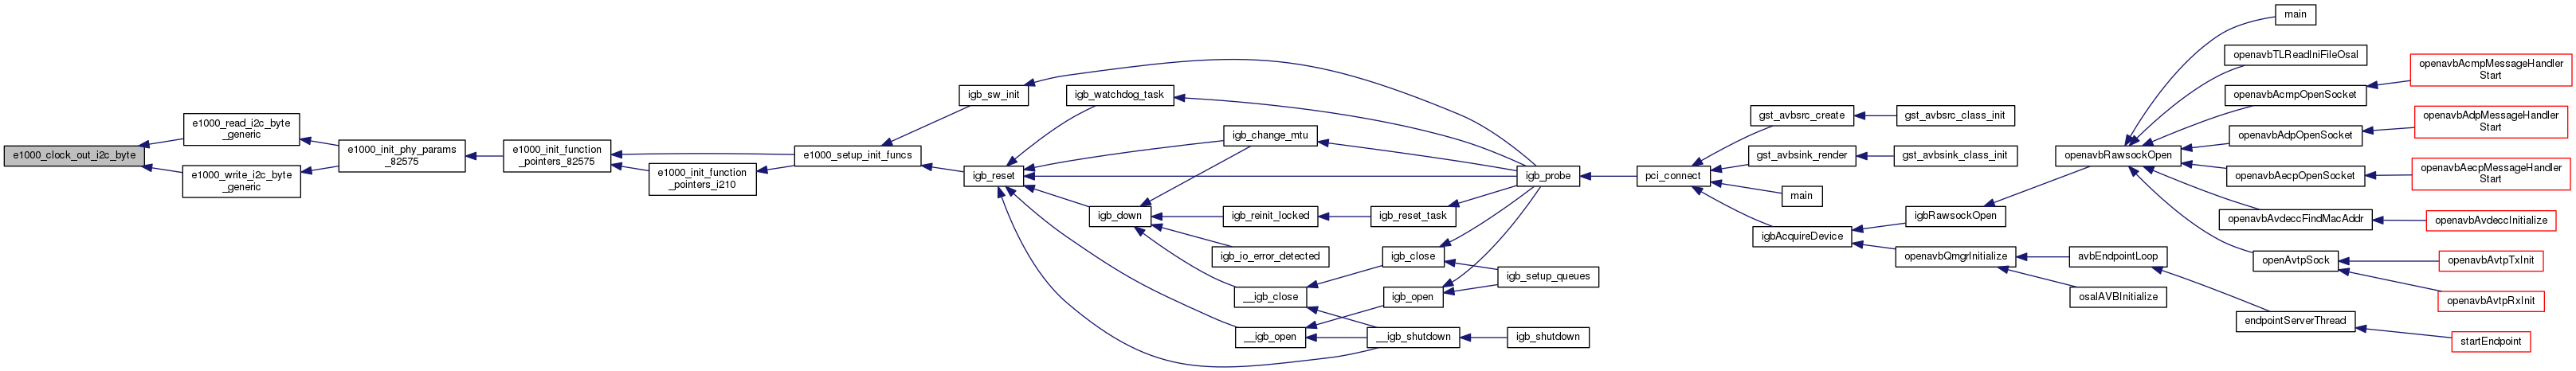 e1000_clock_out_i2c_byte
e1000_read_i2c_byte
_generic
e1000_write_i2c_byte
_generic
e1000_init_phy_params
_82575
e1000_init_function
_pointers_82575
e1000_init_function
_pointers_i210
e1000_setup_init_funcs
igb_sw_init
igb_reset
igb_watchdog_task
igb_change_mtu
igb_down
igb_reinit_locked
igb_reset_task
igb_io_error_detected
__igb_close
igb_close
__igb_open
igb_open
igb_setup_queues
__igb_shutdown
igb_shutdown
igb_probe
pci_connect
gst_avbsrc_create
gst_avbsrc_class_init
gst_avbsink_render
gst_avbsink_class_init
main
igbAcquireDevice
igbRawsockOpen
openavbQmgrInitialize
avbEndpointLoop
osalAVBInitialize
openavbRawsockOpen
main
openavbTLReadIniFileOsal
openavbAcmpOpenSocket
openavbAcmpMessageHandler
Start
openavbAdpOpenSocket
openavbAdpMessageHandler
Start
openavbAecpOpenSocket
openavbAecpMessageHandler
Start
openavbAvdeccFindMacAddr
openavbAvdeccInitialize
openAvtpSock
openavbAvtpTxInit
openavbAvtpRxInit
endpointServerThread
startEndpoint